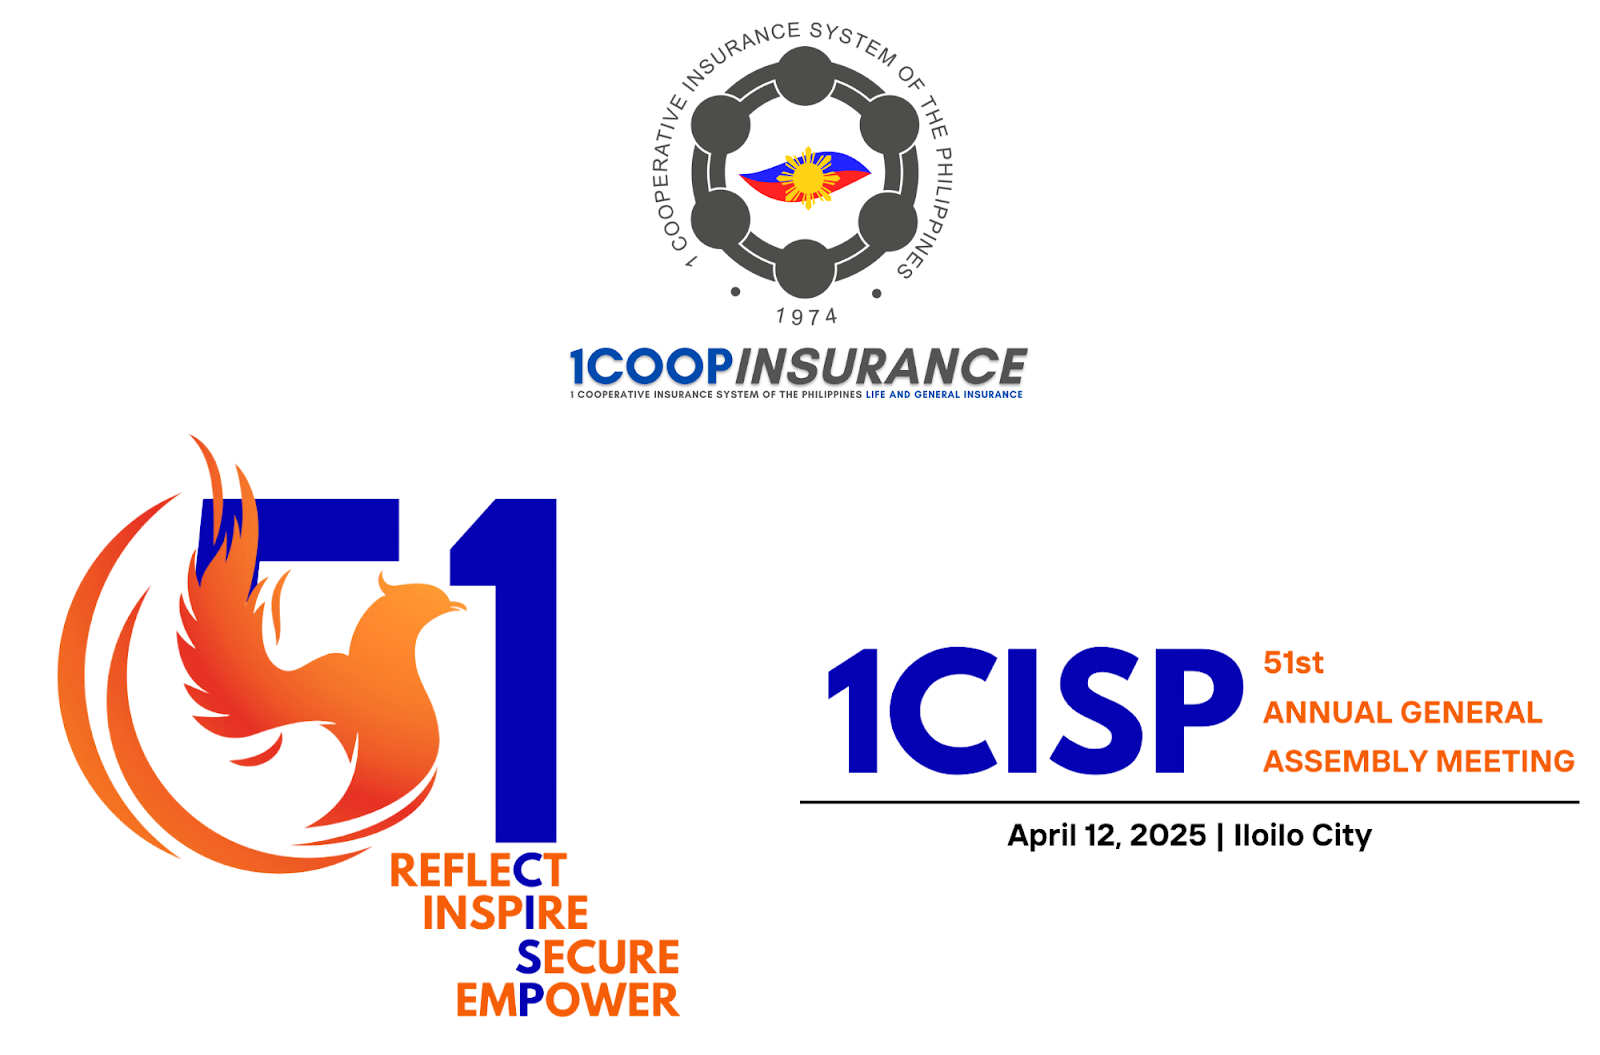 1 COOPERATIVE INSURANCE SYSTEM OF THE PHILIPPINES
• 1974 •
1COOPINSURANCE
1 COOPERATIVE INSURANCE SYSTEM OF THE PHILIPPINES LIFE AND GENERAL INSURANCE
51
REFLECT
INSPIRE
SECURE
EMPOWER
1CISP
51st
ANNUAL GENERAL
ASSEMBLY MEETING
April 12, 2025 | Iloilo City